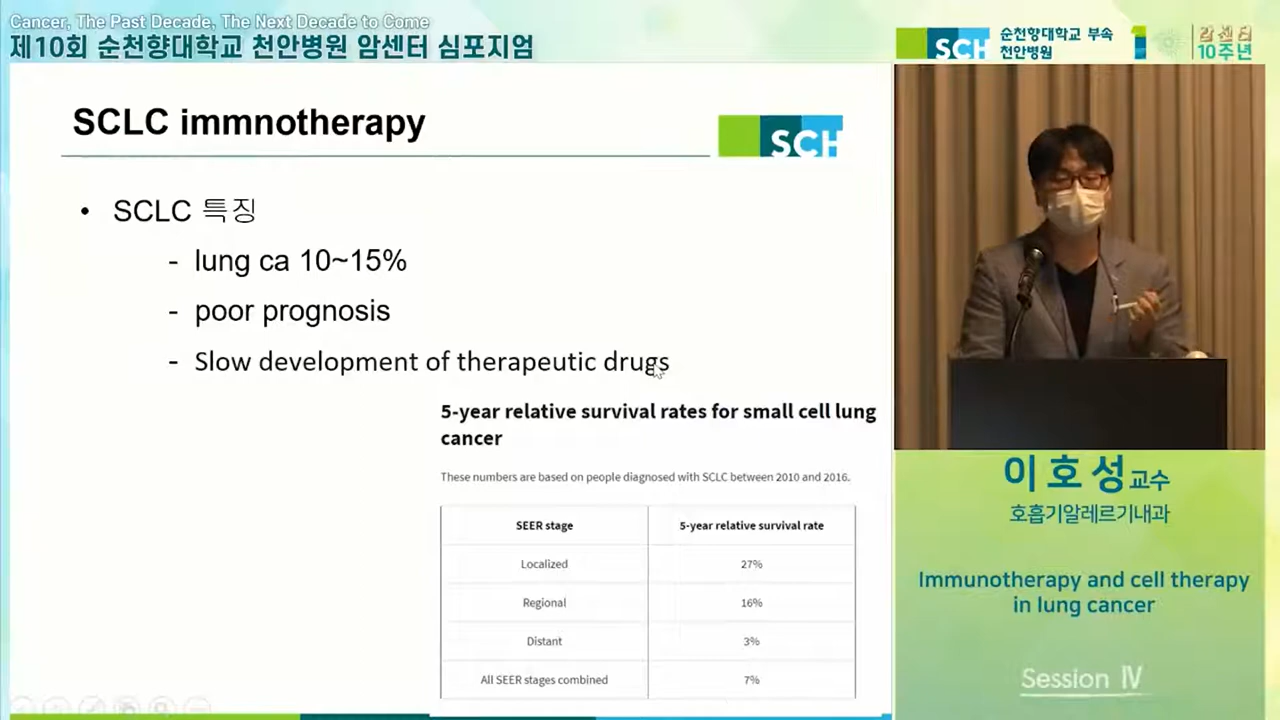 Cancer, The Past Decade, The Next Decade to Come
제10회 순천향대학교 천안병원 암센터 심포지엄
SCH
순천향대학교 부속
천안병원
1
암센터
10주년
SCLC immnotherapy
SCH
• SCLC 특징
- lung ca 10~15%
- poor prognosis
- Slow development of therapeutic drugs
5-year relative survival rates for small cell lung
cancer
These numbers are based on people diagnosed with SCLC between 2010 and 2016.
SEER stage 5-year relative survival rate
Localized 27%
Regional 16%
Distant 3%
All SEER stages combined 7%
이호성교수
호흡기알레르기내과
Immunotherapy and cell therapy
in lung cancer
Session Ⅳ